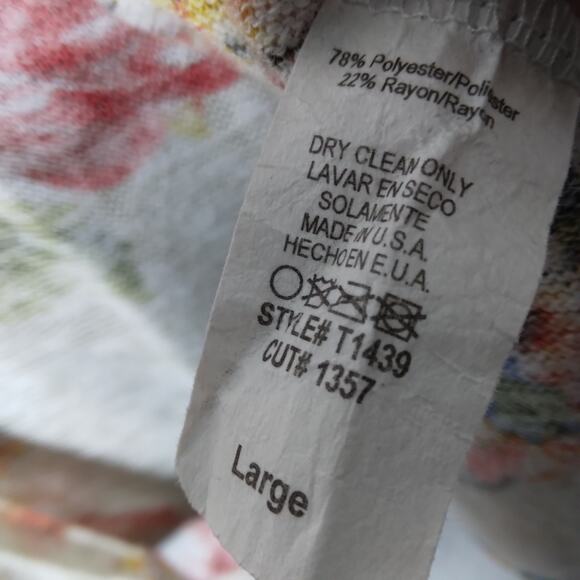 78% Polyester/Poliester
22% Rayon/Rayon
DRY CLEAN ONLY
LAVAR EN SECO
SOLAMENTE
MADE IN U.S.A.
HECHO EN E.U.A.
STYLE# T1439
CUT# 1357
Large